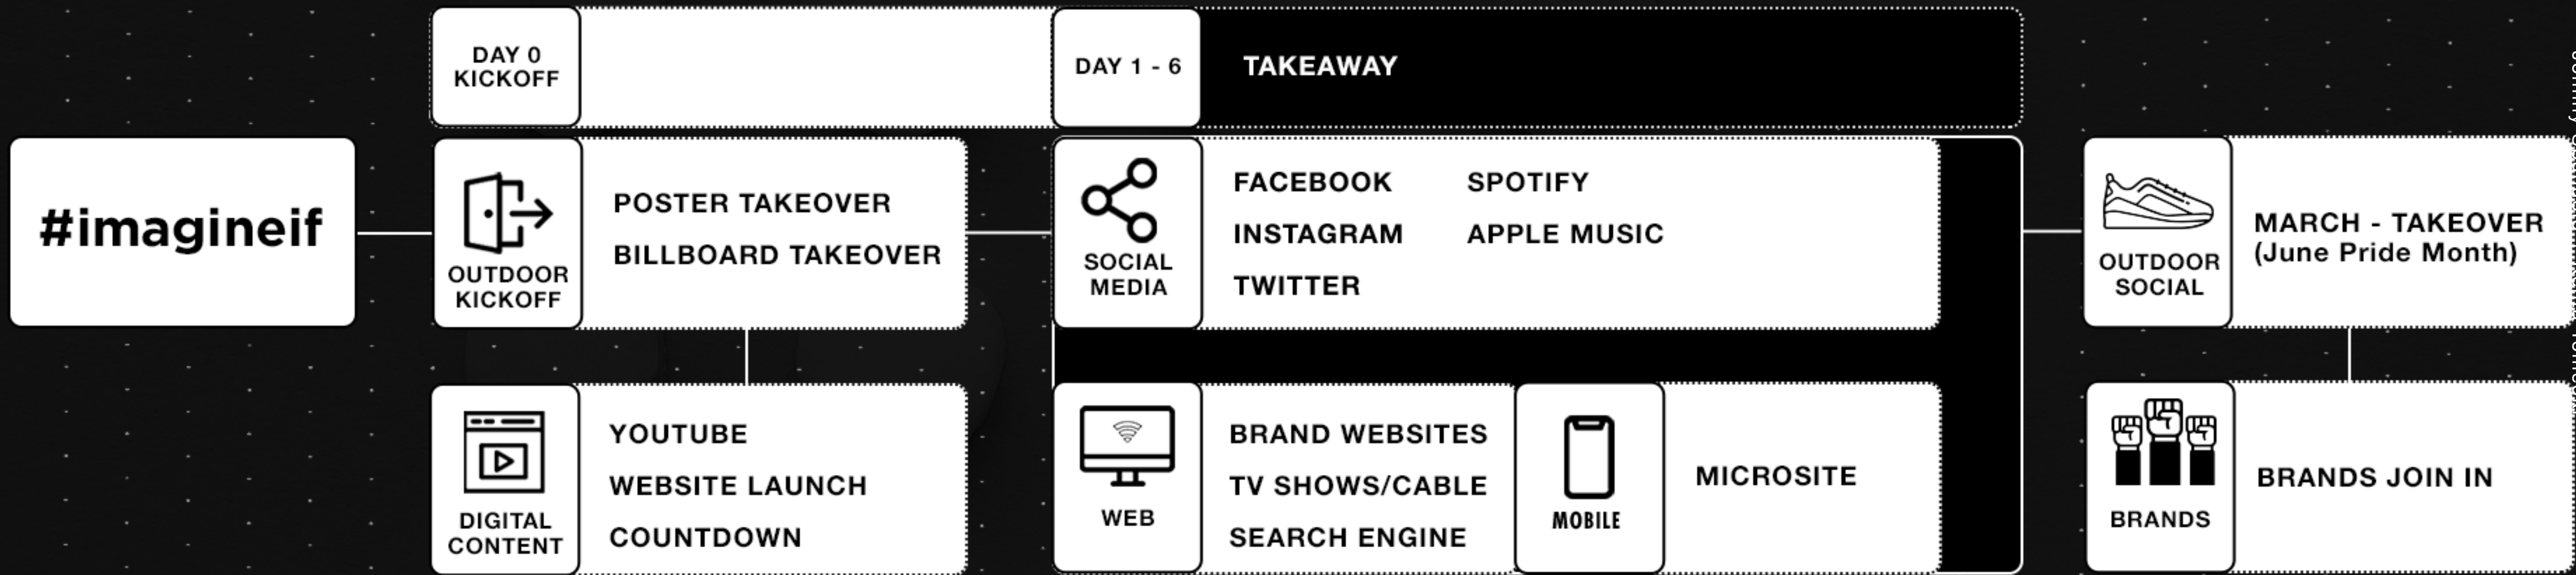 DAY 0
KICKOFF
DAY 1 - 6
TAKEAWAY
#imagineif
OUTDOOR
KICKOFF
POSTER TAKEOVER
BILLBOARD TAKEOVER
SOCIAL
MEDIA
FACEBOOK
INSTAGRAM
TWITTER
SPOTIFY
APPLE MUSIC
OUTDOOR
SOCIAL
MARCH - TAKEOVER
(June Pride Month)
DIGITAL
CONTENT
YOUTUBE
WEBSITE LAUNCH
COUNTDOWN
WEB
BRAND WEBSITES
TV SHOWS/CABLE
SEARCH ENGINE
MOBILE
MICROSITE
BRANDS
BRANDS JOIN IN